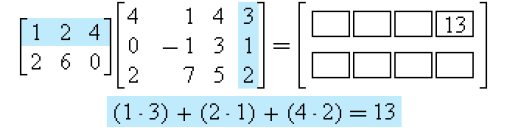 1 2 4 4 1 4 3 13
2 6 0 0 −1 3 1 =
2 7 5 2
(1 · 3) + (2 · 1) + (4 · 2) = 13